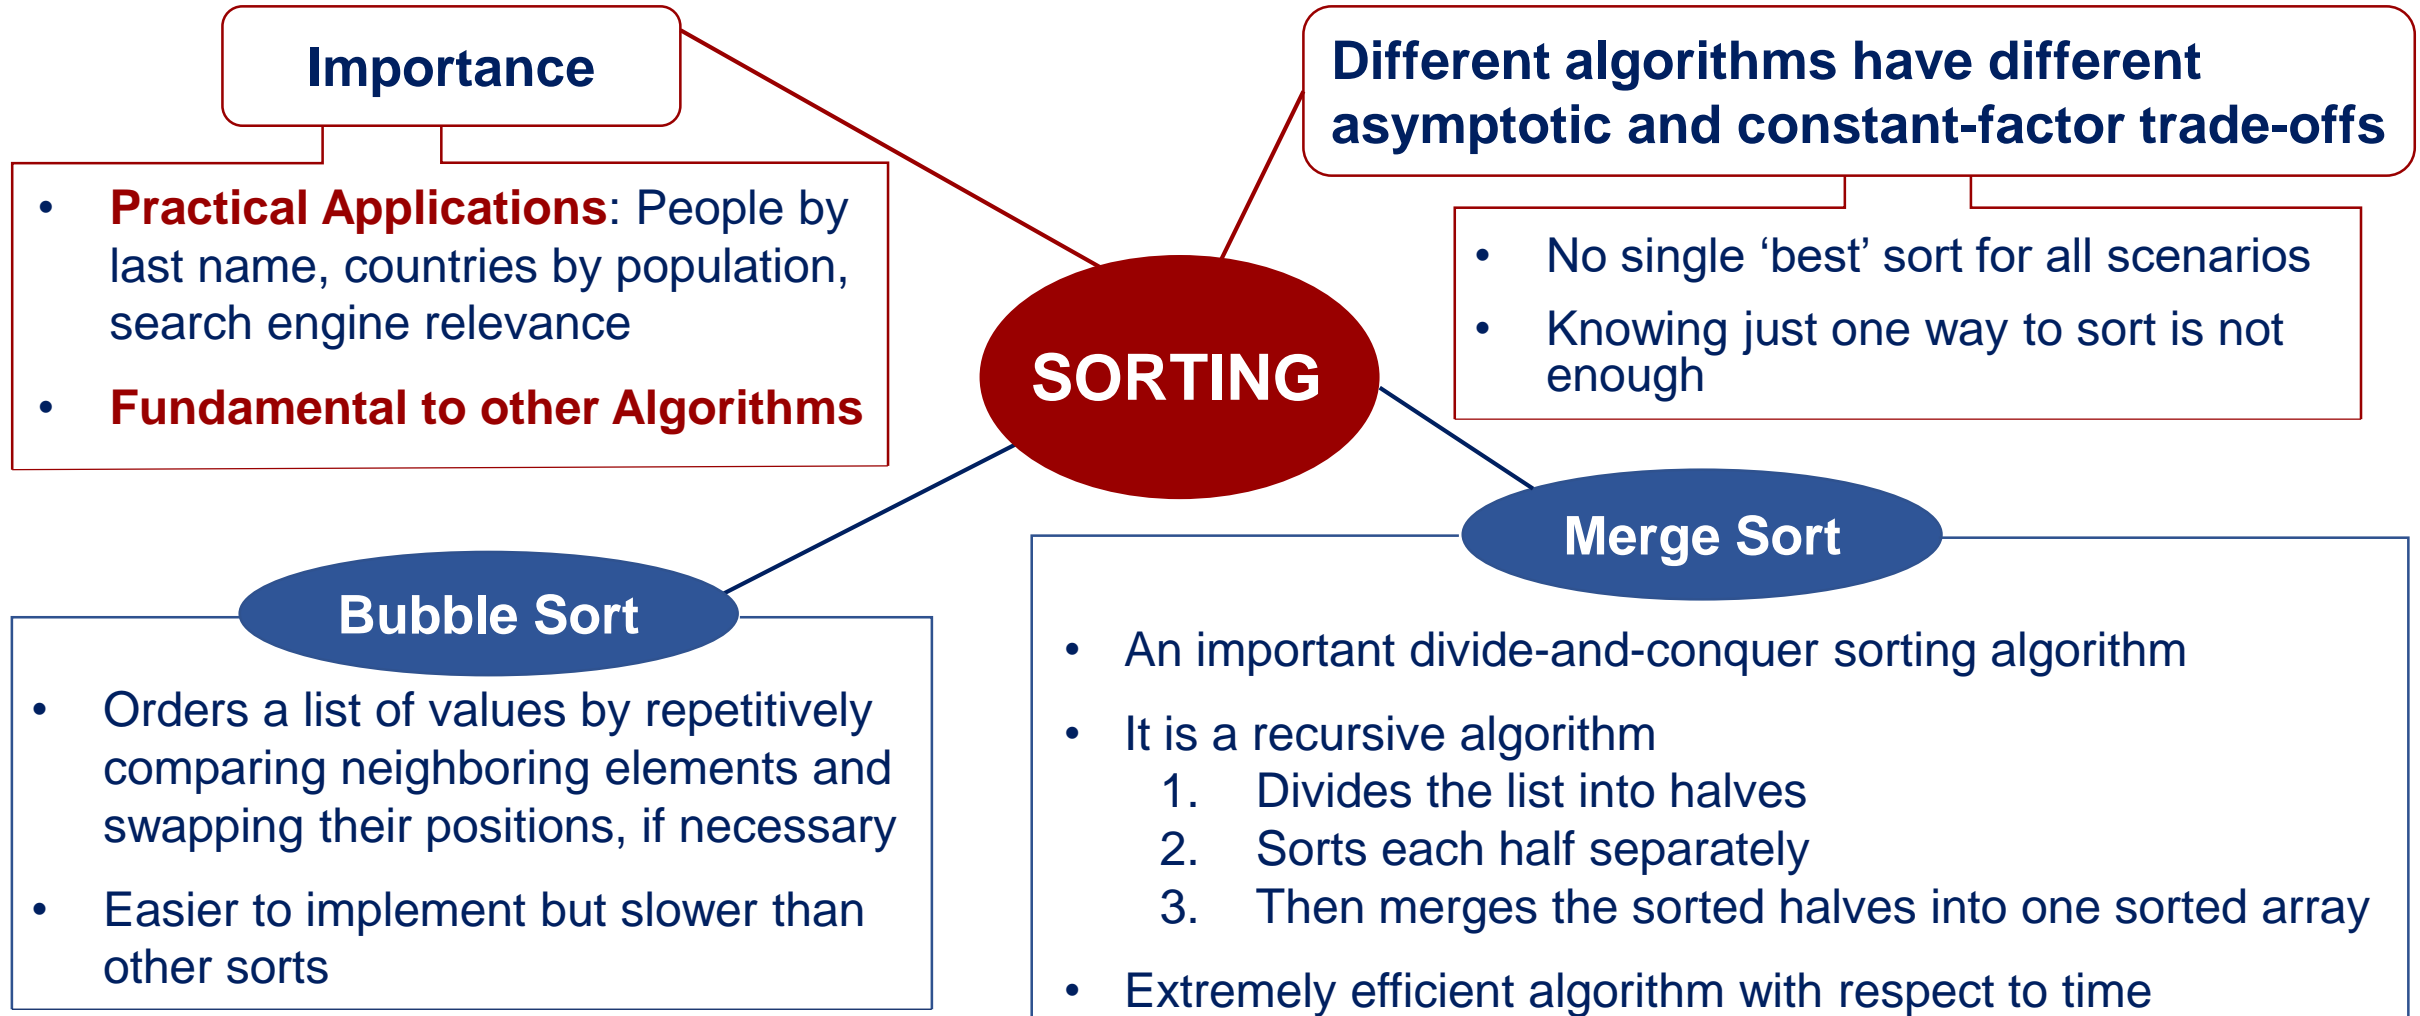 Importance
• Practical Applications: People by
last name, countries by population,
search engine relevance
• Fundamental to other Algorithms
Different algorithms have different
asymptotic and constant-factor trade-offs
• No single ‘best’ sort for all scenarios
• Knowing just one way to sort is not
enough
SORTING
Bubble Sort
• Orders a list of values by repetitively
comparing neighboring elements and
swapping their positions, if necessary
• Easier to implement but slower than
other sorts
Merge Sort
• An important divide-and-conquer sorting algorithm
• It is a recursive algorithm
1. Divides the list into halves
2. Sorts each half separately
3. Then merges the sorted halves into one sorted array
• Extremely efficient algorithm with respect to time